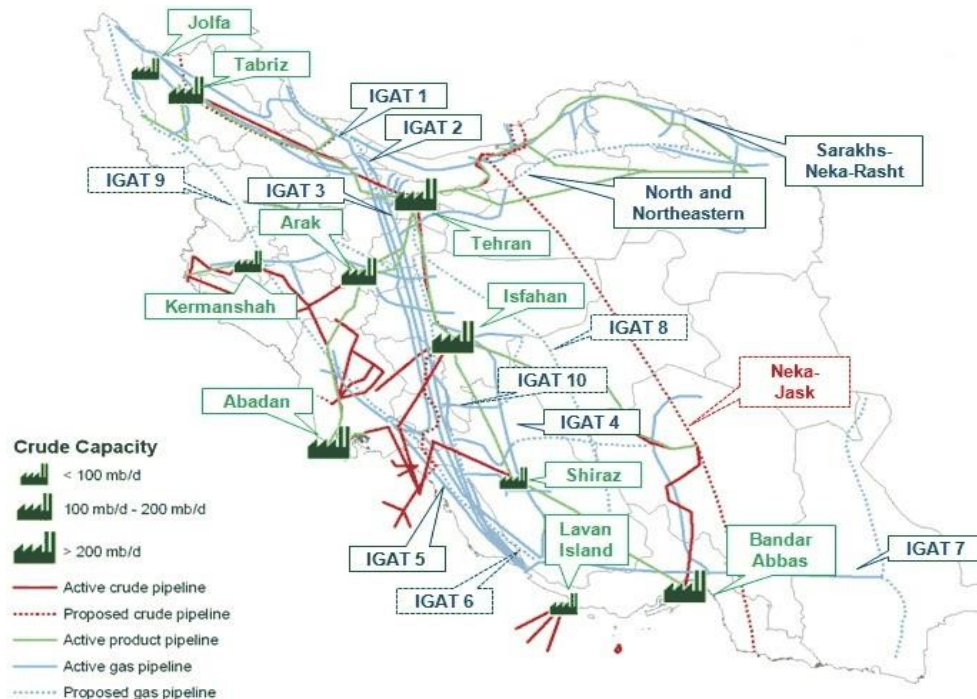 Jolfa
Tabriz
IGAT 1
IGAT 2
IGAT 9
IGAT 3
Sarakhs-
Neka-Rasht
North and
Northeastern
Arak
Tehran
Kermanshah
Isfahan
IGAT 8
Neka-
Jask
IGAT 10
Abadan
IGAT 4
Crude Capacity
< 100 mb/d
100 mb/d - 200 mb/d
> 200 mb/d
Shiraz
Lavan
Island
Bandar
Abbas
IGAT 5
IGAT 7
IGAT 6
Active crude pipeline
Proposed crude pipeline
Active product pipeline
Active gas pipeline
Proposed gas pipeline